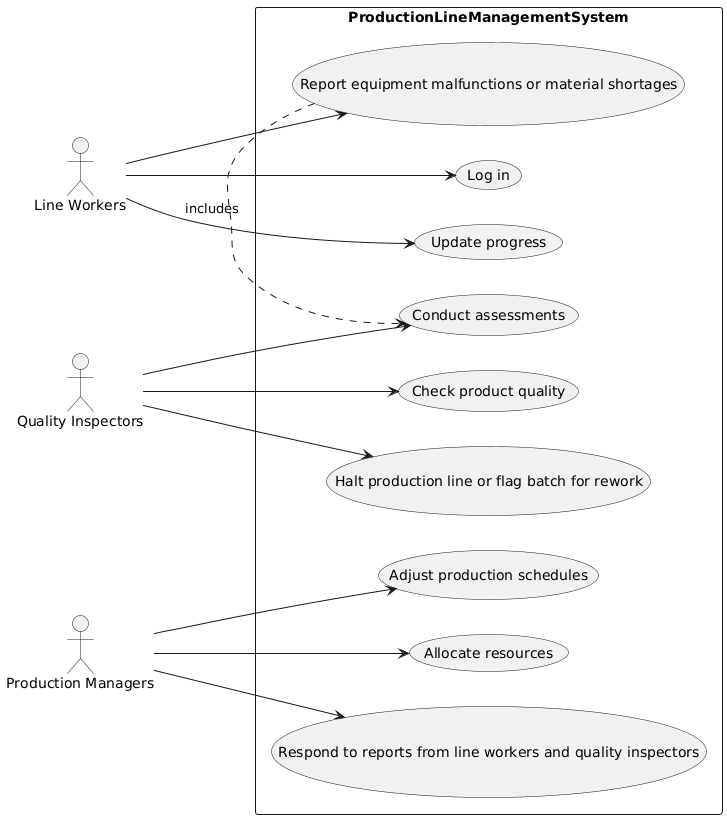 ProductionLineManagementSystem
Report equipment malfunctions or material shortages
Log in
Line Workers
includes
Update progress
Conduct assessments
Check product quality
Quality Inspectors
Halt production line or flag batch for rework
Adjust production schedules
Allocate resources
Production Managers
Respond to reports from line workers and quality inspectors